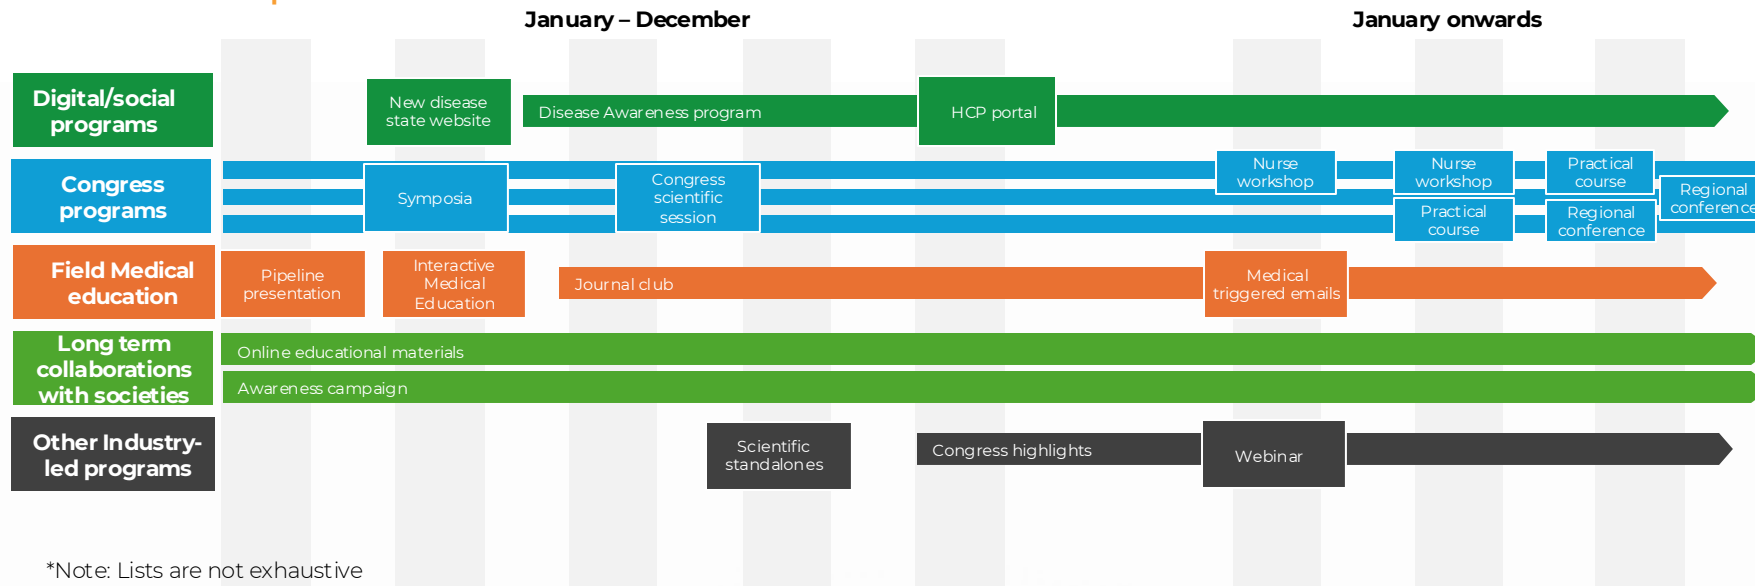 January – December
January onwards
Digital/social
programs
New disease
state website
Disease Awareness program
HCP portal
Congress
programs
Symposia
Congress
scientific
session
Nurse
workshop
Nurse
workshop
Practical
course
Practical
course
Regional
conference
Regional
conference
Field Medical
education
Pipeline
presentation
Interactive
Medical
Education
Journal club
Medical
triggered emails
Long term
collaborations
with societies
Online educational materials
Awareness campaign
Other Industry-
led programs
Scientific
standalones
Congress highlights
Webinar
*Note: Lists are not exhaustive